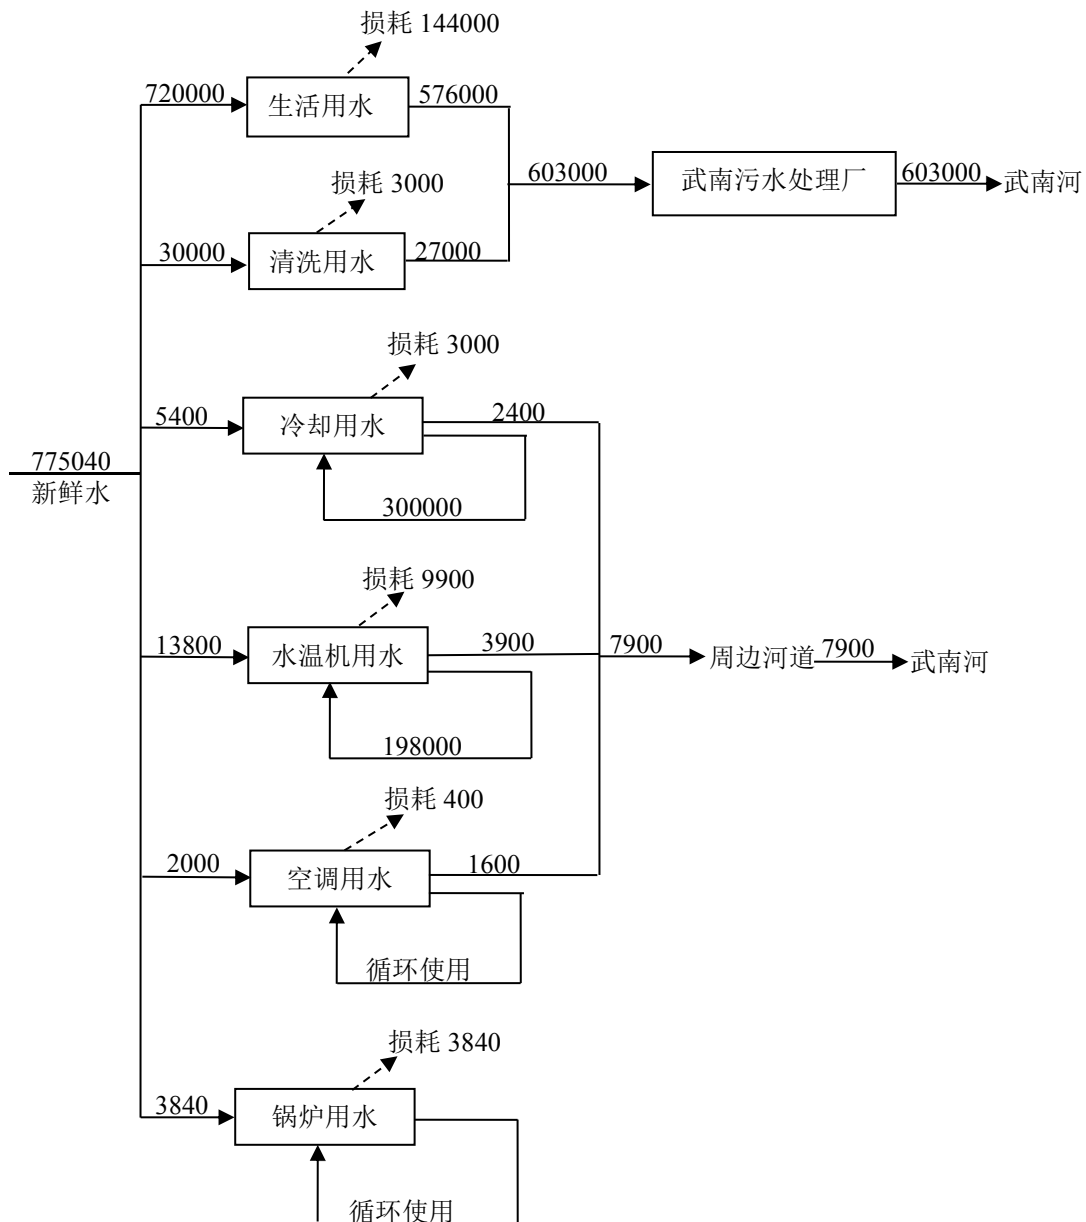 损耗 144000
720000
生活用水
576000
603000
武南污水处理厂
603000
武南河
损耗 3000
30000
清洗用水
27000
损耗 3000
5400
冷却用水
2400
300000
775040
新鲜水
损耗 9900
13800
水温机用水
3900
7900
周边河道
7900
武南河
198000
损耗 400
2000
空调用水
1600
循环使用
损耗 3840
3840
锅炉用水
循环使用